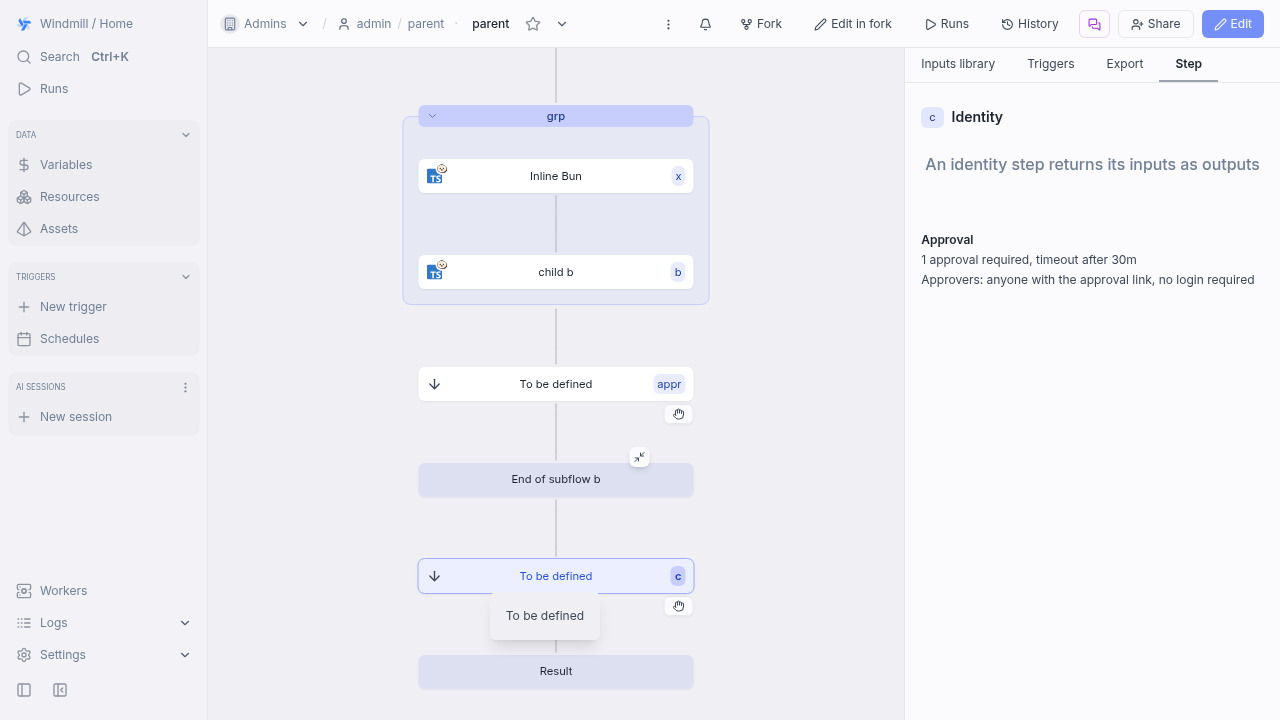 Windmill / Home
Search Ctrl+K
Runs
DATA
Variables
Resources
Assets
TRIGGERS
New trigger
Schedules
AI SESSIONS
New session
Workers
Logs
Settings
Admins / admin / parent · parent
Fork
Edit in fork
Runs
History
Share
Edit
grp
TS Inline Bun x
TS child b b
To be defined appr
End of subflow b
To be defined c
To be defined
Result
Inputs library Triggers Export Step
c Identity
An identity step returns its inputs as outputs
Approval
1 approval required, timeout after 30m
Approvers: anyone with the approval link, no login required